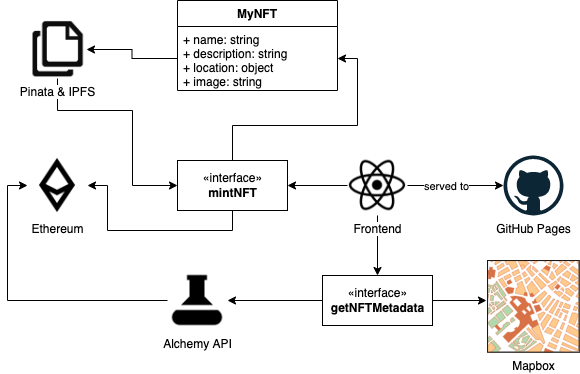 MyNFT
+ name: string
+ description: string
+ location: object
+ image: string
Pinata & IPFS
«interface»
mintNFT
served to
Ethereum
Frontend
GitHub Pages
«interface»
getNFTMetadata
Alchemy API
Mapbox